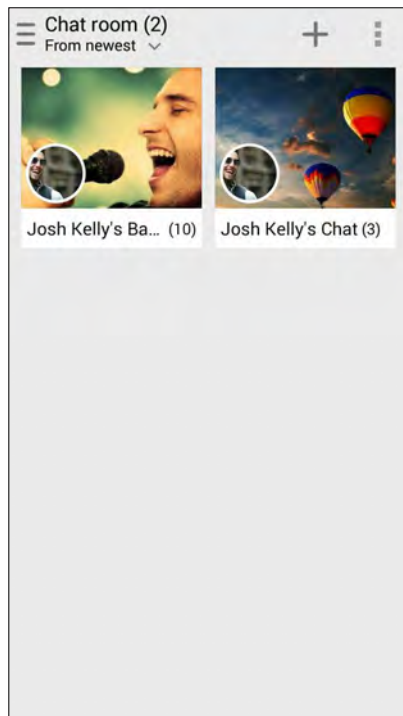 Chat room (2)
From newest
Josh Kelly's Ba... (10)
Josh Kelly's Chat (3)